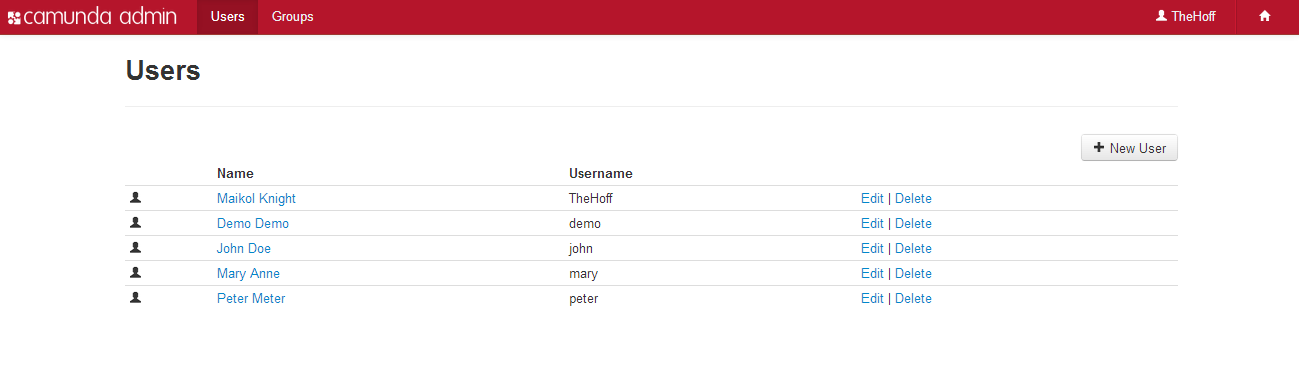 camunda admin Users Groups TheHoff
Users
New User
Name Username
Maikol Knight TheHoff Edit | Delete
Demo Demo demo Edit | Delete
John Doe john Edit | Delete
Mary Anne mary Edit | Delete
Peter Meter peter Edit | Delete